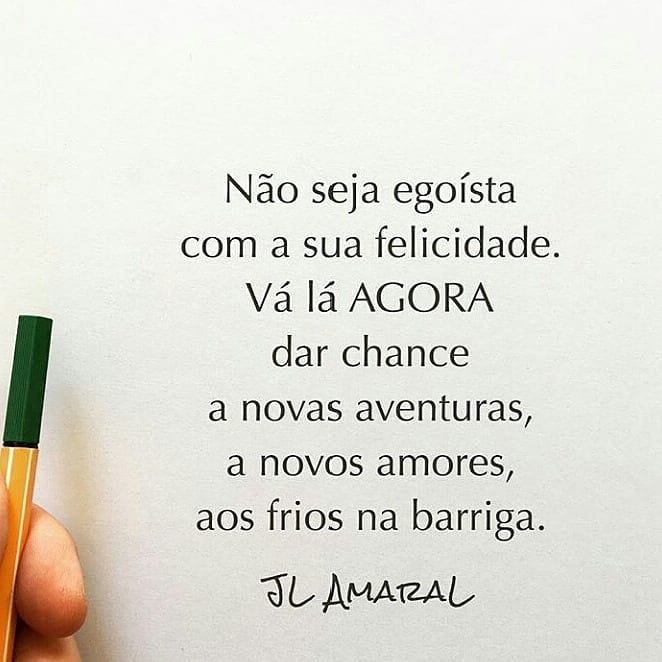 Não seja egoísta
com a sua felicidade.
Vá lá AGORA
dar chance
a novas aventuras,
a novos amores,
aos frios na barriga.
JL AMARAL